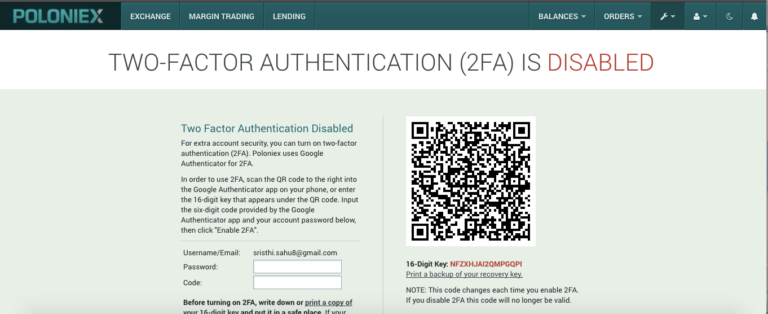 POLONIEX EXCHANGE MARGIN TRADING LENDING BALANCES ORDERS
TWO-FACTOR AUTHENTICATION (2FA) IS DISABLED
Two Factor Authentication Disabled
For extra account security, you can turn on two-factor
authentication (2FA). Poloniex uses Google
Authenticator for 2FA.
In order to use 2FA, scan the QR code to the right into
the Google Authenticator app on your phone, or enter
the 16-digit key that appears under the QR code. Input
the six-digit code provided by the Google
Authenticator app and your account password below,
then click "Enable 2FA".
Username/Email: sristhi.sahu8@gmail.com
Password:
Code:
Before turning on 2FA, write down or print a copy of
your 16-digit key and put it in a safe place. If your
16-Digit Key: NFZXHJAI2QMPGQPI
Print a backup of your recovery key.
NOTE: This code changes each time you enable 2FA.
If you disable 2FA this code will no longer be valid.